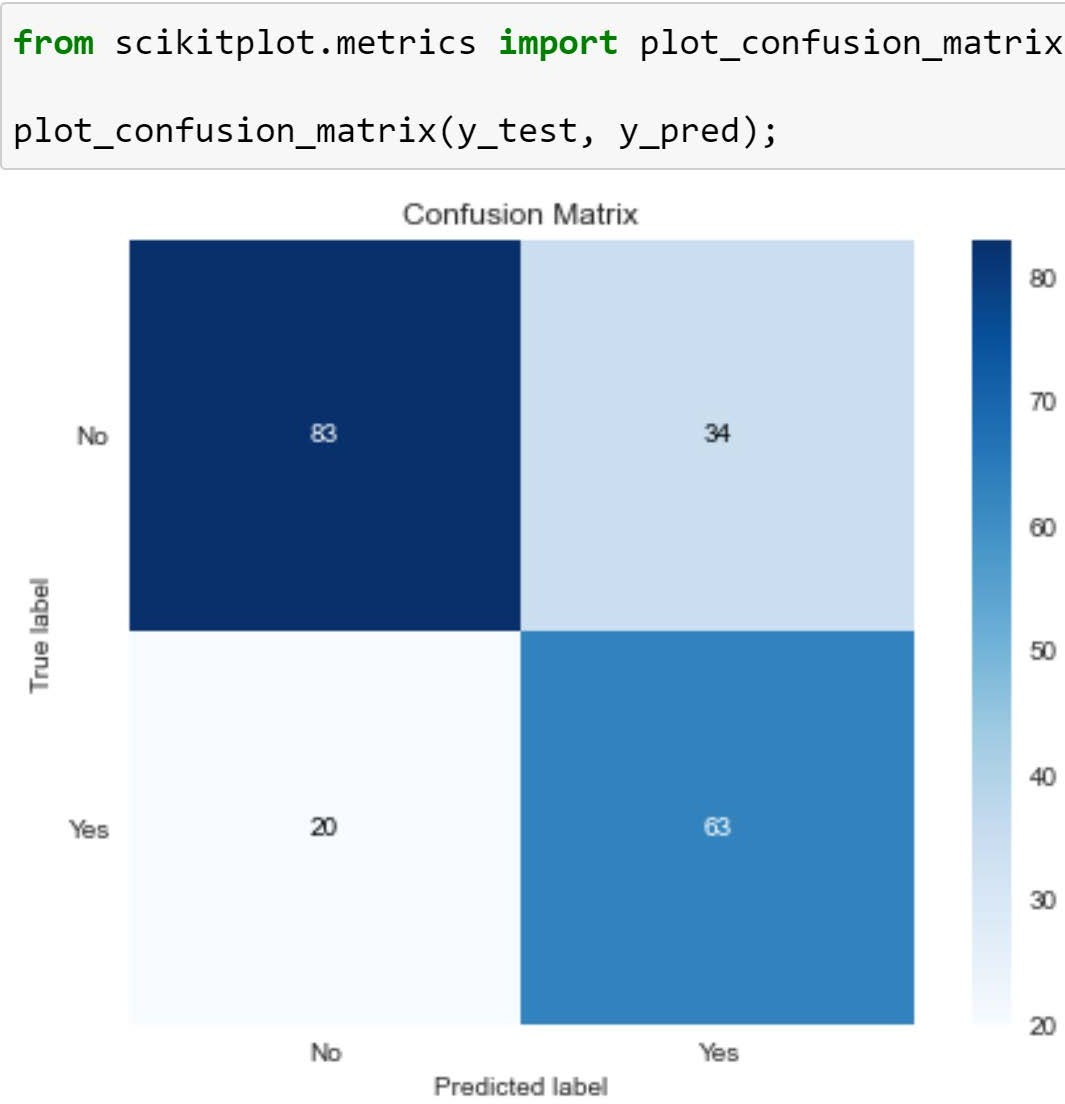 from scikitplot.metrics import plot_confusion_matrix
plot_confusion_matrix(y_test, y_pred);
Confusion Matrix
80
70
60
50
40
30
20
True label
No
83
34
Yes
20
63
No
Yes
Predicted label